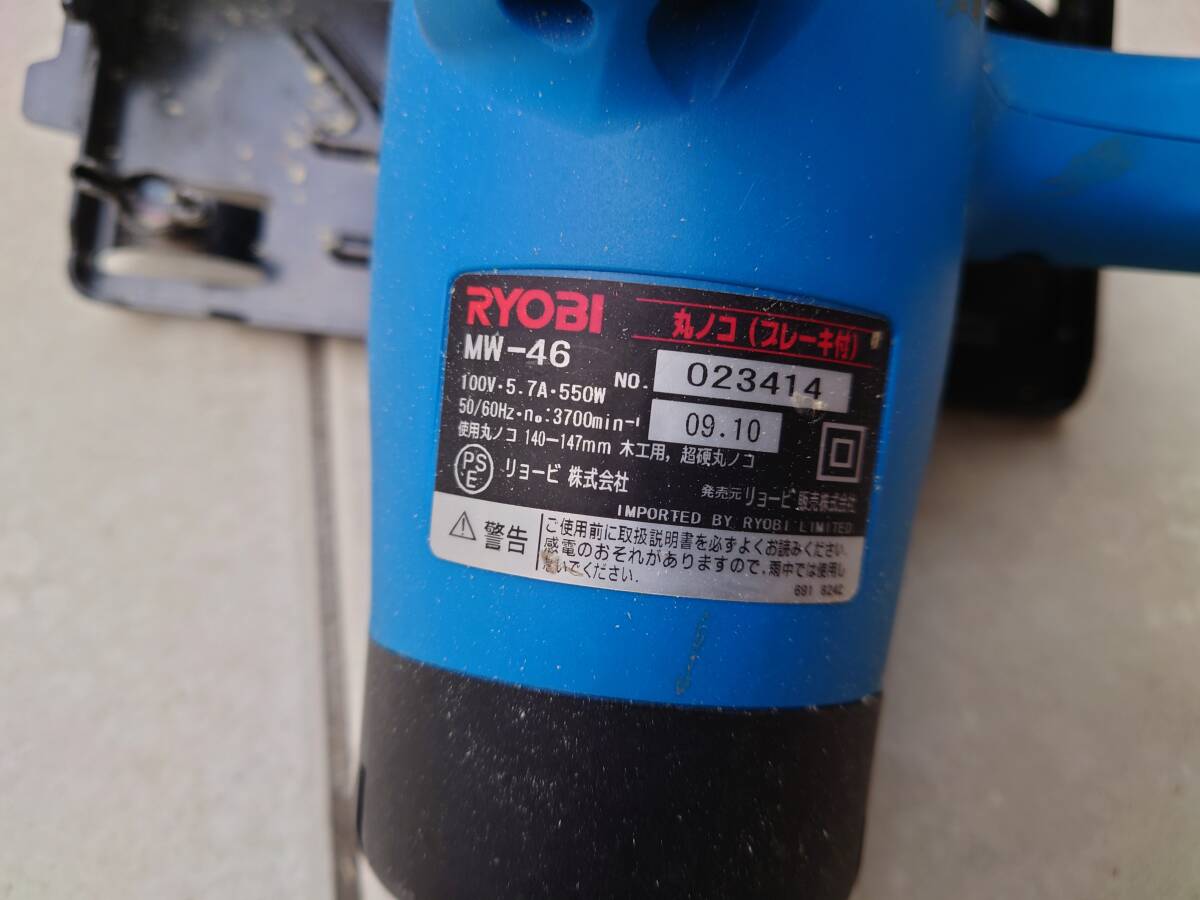 RYOBI 丸ノコ(ブレーキ付)
MW-46
100V・5.7A・550W NO. 023414
50/60Hz・n₀:3700min⁻¹ 09.10
使用丸ノコ 140-147mm 木工用, 超硬丸ノコ
PSE リョービ 株式会社
発売元 リョービ 販売株式会社
IMPORTED BY RYOBI LIMITED
警告
ご使用前に取扱説明書を必ずよくお読みください.
感電のおそれがありますので, 雨中では使用し
ないでください.
681 8242